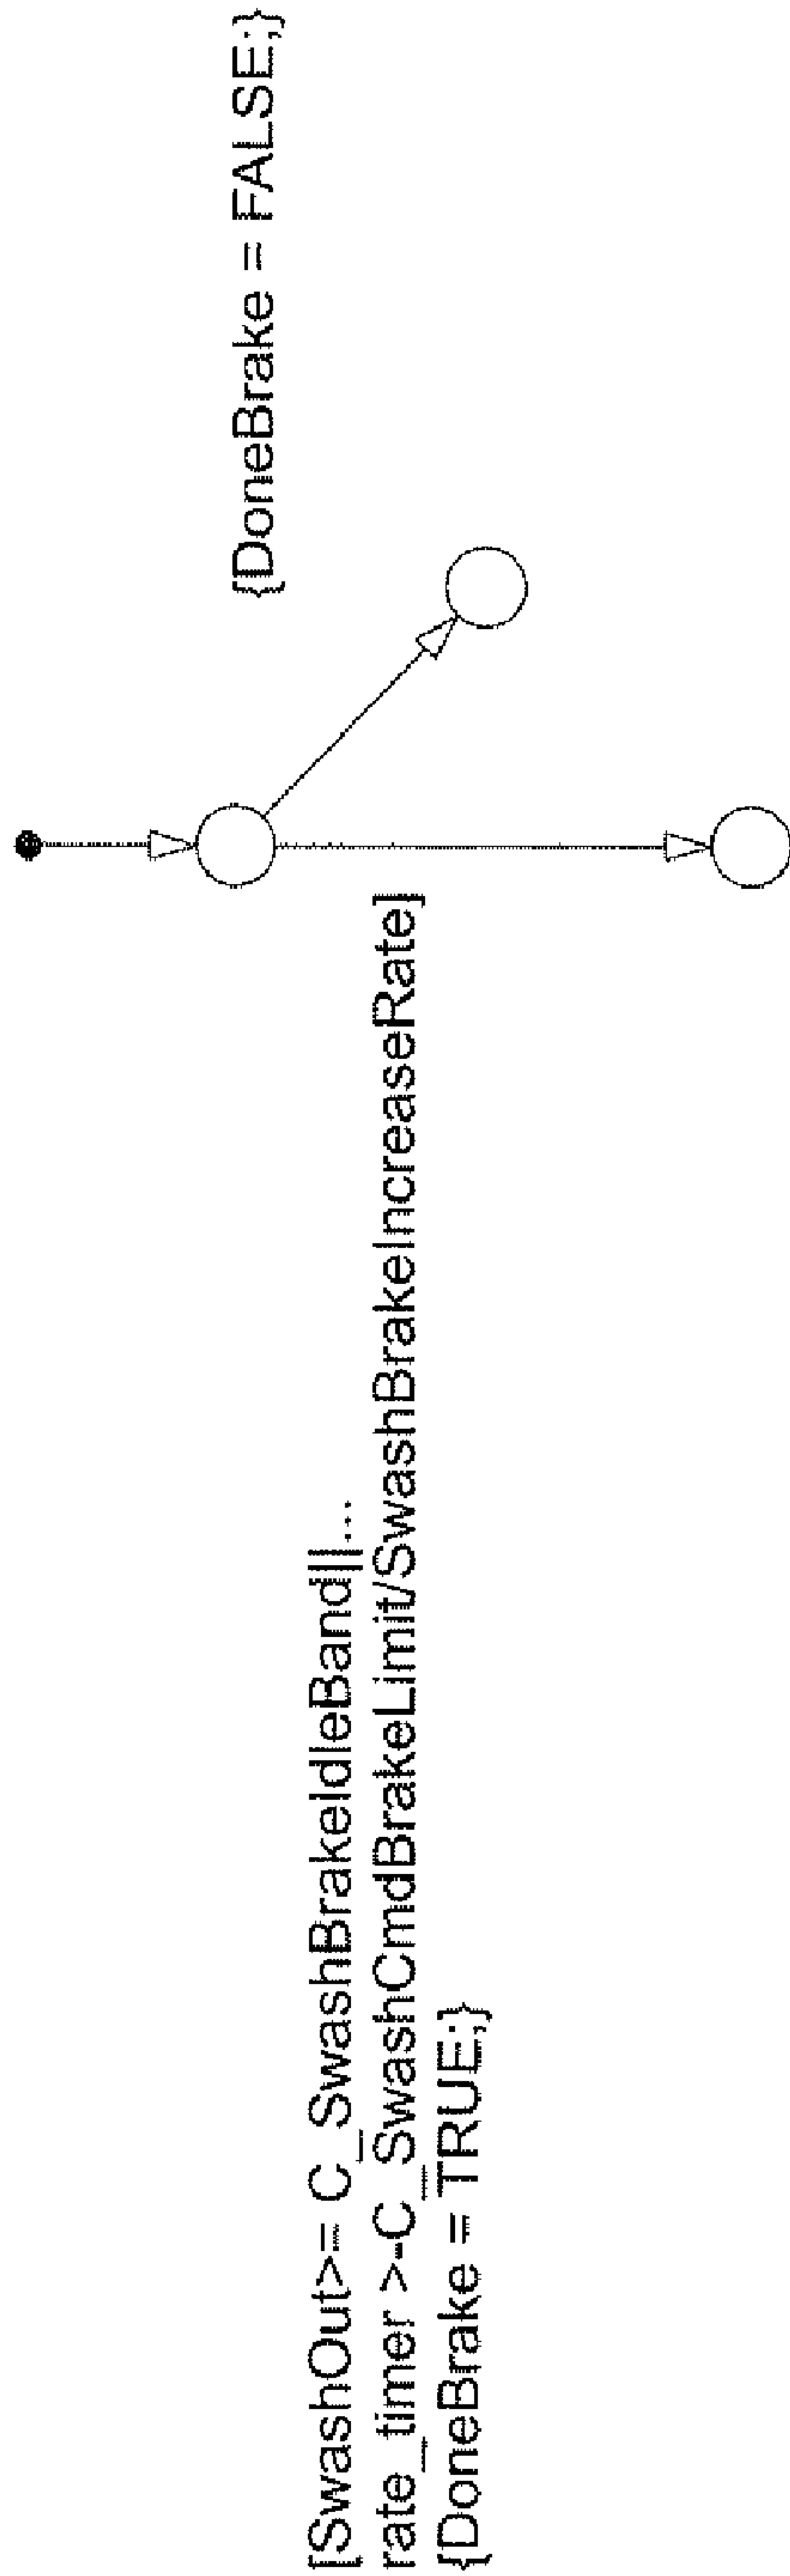 {DoneBrake = FALSE;}
[SwashOut>= C_SwashBrakeIdleBand||...
rate_timer >-C_SwashCmdBrakeLimit/SwashBrakeIncreaseRate]
{DoneBrake = TRUE;}